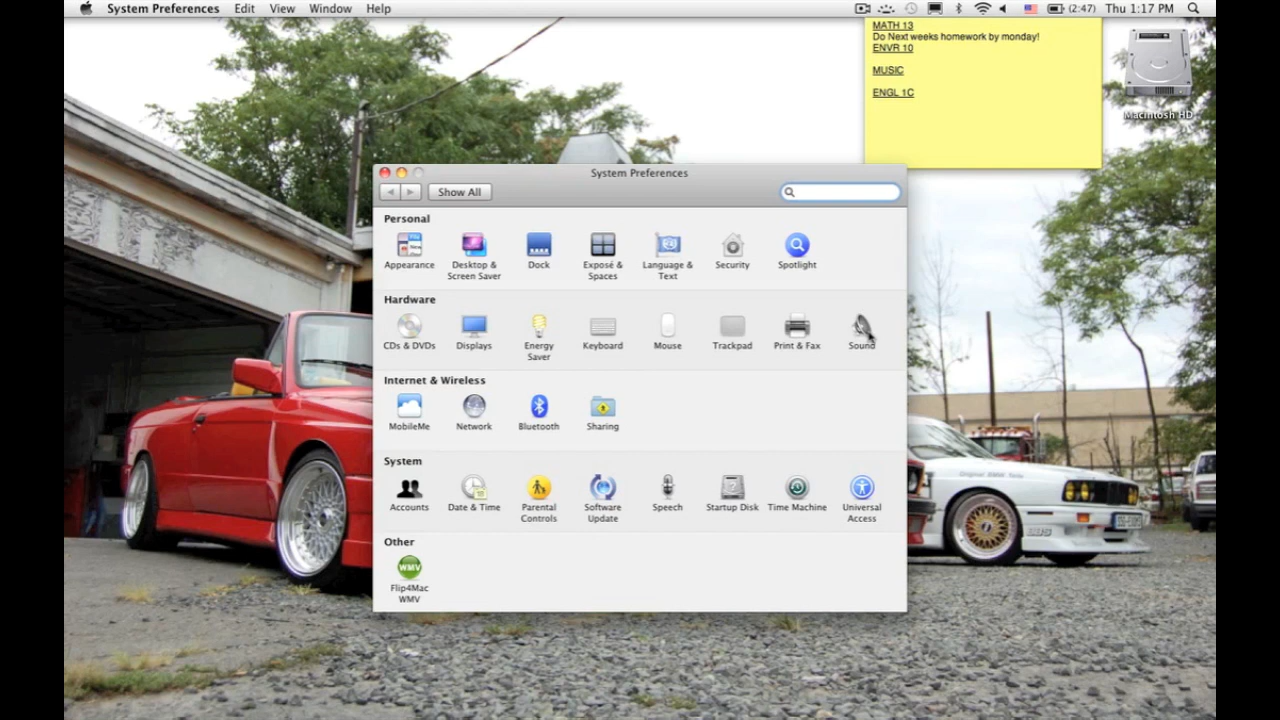 System Preferences Edit View Window Help (2:47) Thu 1:17 PM
MATH 13
Do Next weeks homework by monday!
ENVR 10
MUSIC
ENGL 1C
Macintosh HD
System Preferences
Show All
Personal
Appearance
Desktop &
Screen Saver
Dock
Exposé &
Spaces
Language &
Text
Security
Spotlight
Hardware
CDs & DVDs
Displays
Energy
Saver
Keyboard
Mouse
Trackpad
Print & Fax
Sound
Internet & Wireless
MobileMe
Network
Bluetooth
Sharing
System
Accounts
Date & Time
Parental
Controls
Software
Update
Speech
Startup Disk
Time Machine
Universal
Access
Other
WMV
Flip4Mac
WMV